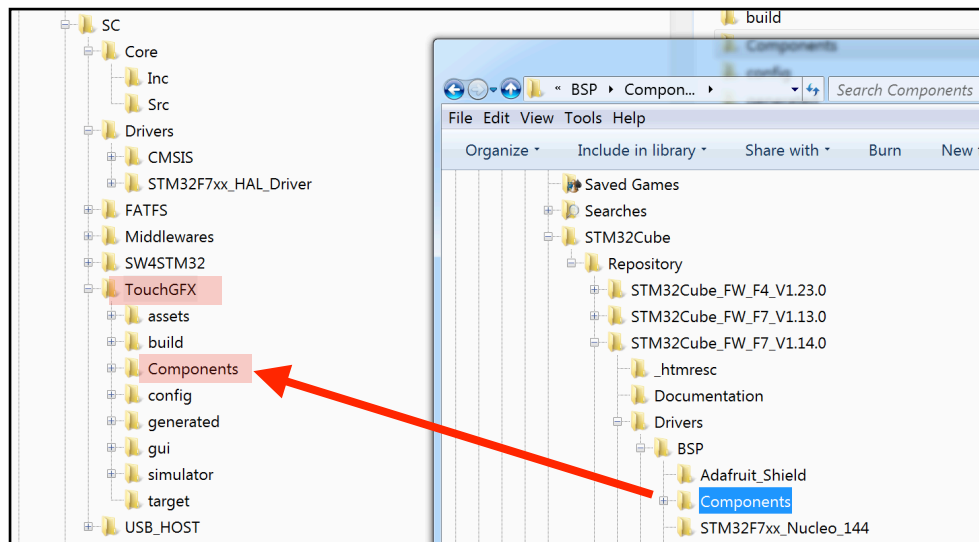 SC
Core
Inc
Src
Drivers
CMSIS
STM32F7xx_HAL_Driver
FATFS
Middlewares
SW4STM32
TouchGFX
assets
build
Components
config
generated
gui
simulator
target
USB_HOST
build
Components
config
« BSP Compon... Search Components
File Edit View Tools Help
Organize Include in library Share with Burn New
Saved Games
Searches
STM32Cube
Repository
STM32Cube_FW_F4_V1.23.0
STM32Cube_FW_F7_V1.13.0
STM32Cube_FW_F7_V1.14.0
_htmresc
Documentation
Drivers
BSP
Adafruit_Shield
Components
STM32F7xx_Nucleo_144